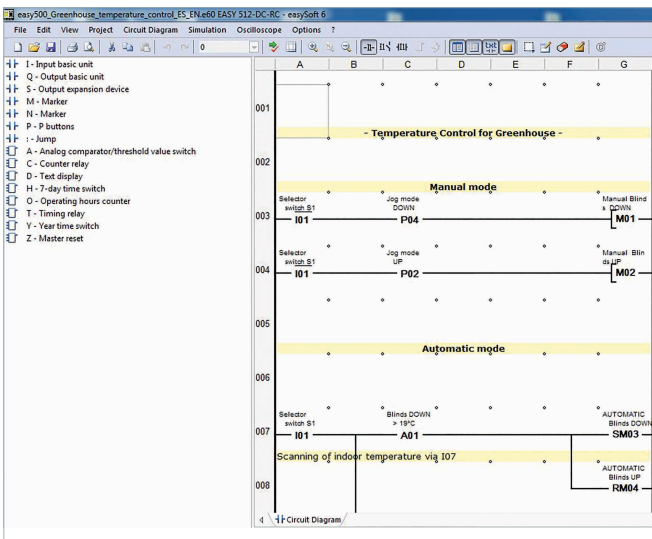 easy500_Greenhouse_temperature_control_ES_EN.e60 EASY 512-DC-RC - easySoft 6
File Edit View Project Circuit Diagram Simulation Oscilloscope Options ?
0
I - Input basic unit
Q - Output basic unit
S - Output expansion device
M - Marker
N - Marker
P - P buttons
: - Jump
A - Analog comparator/threshold value switch
C - Counter relay
D - Text display
H - 7-day time switch
O - Operating hours counter
T - Timing relay
Y - Year time switch
Z - Master reset
A B C D E F G
001
- Temperature Control for Greenhouse -
002
Manual mode
Selector switch S1
Jog mode DOWN
Manual Blinds DOWN
003 I01 P04 M01
Selector switch S1
Jog mode UP
Manual Blinds UP
004 I01 P02 M02
005
Automatic mode
006
Selector switch S1
Blinds DOWN > 19°C
AUTOMATIC Blinds DOWN
007 I01 A01 SM03
Scanning of indoor temperature via I07
AUTOMATIC Blinds UP
008 RM04
Circuit Diagram